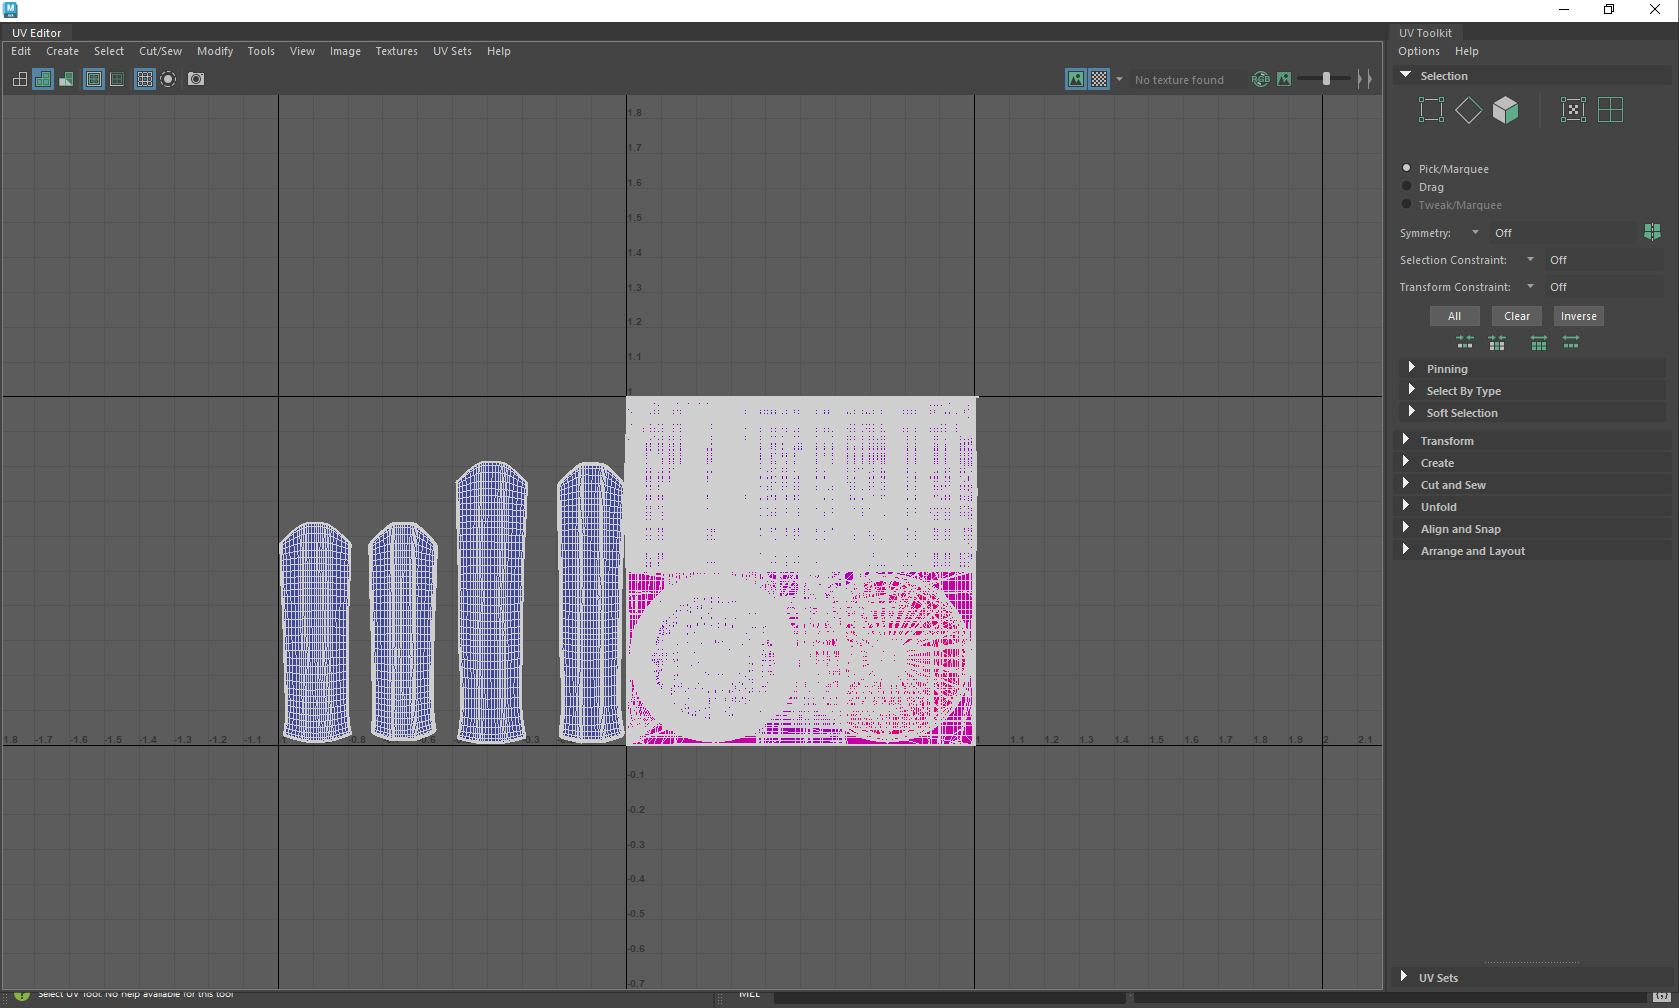 UV Editor
UV Toolkit
Edit Create Select Cut/Sew Modify Tools View Image Textures UV Sets Help
Options Help
Selection
No texture found
RGB
1.8
1.7
1.6
1.5
1.4
1.3
1.2
1.1
1
Pick/Marquee
Drag
Tweak/Marquee
Symmetry: Off
Selection Constraint: Off
Transform Constraint: Off
All Clear Inverse
Pinning
Select By Type
Soft Selection
Transform
Create
Cut and Sew
Unfold
Align and Snap
Arrange and Layout
1.8 -1.7 -1.6 -1.5 -1.4 -1.3 -1.2 -1.1 -0.8 -0.3 1.1 1.2 1.3 1.4 1.5 1.6 1.7 1.8 1.9 2 2.1
-0.1
-0.2
-0.3
-0.4
-0.5
-0.6
-0.7
UV Sets
Select UV Tool: No help available for this tool
MEL